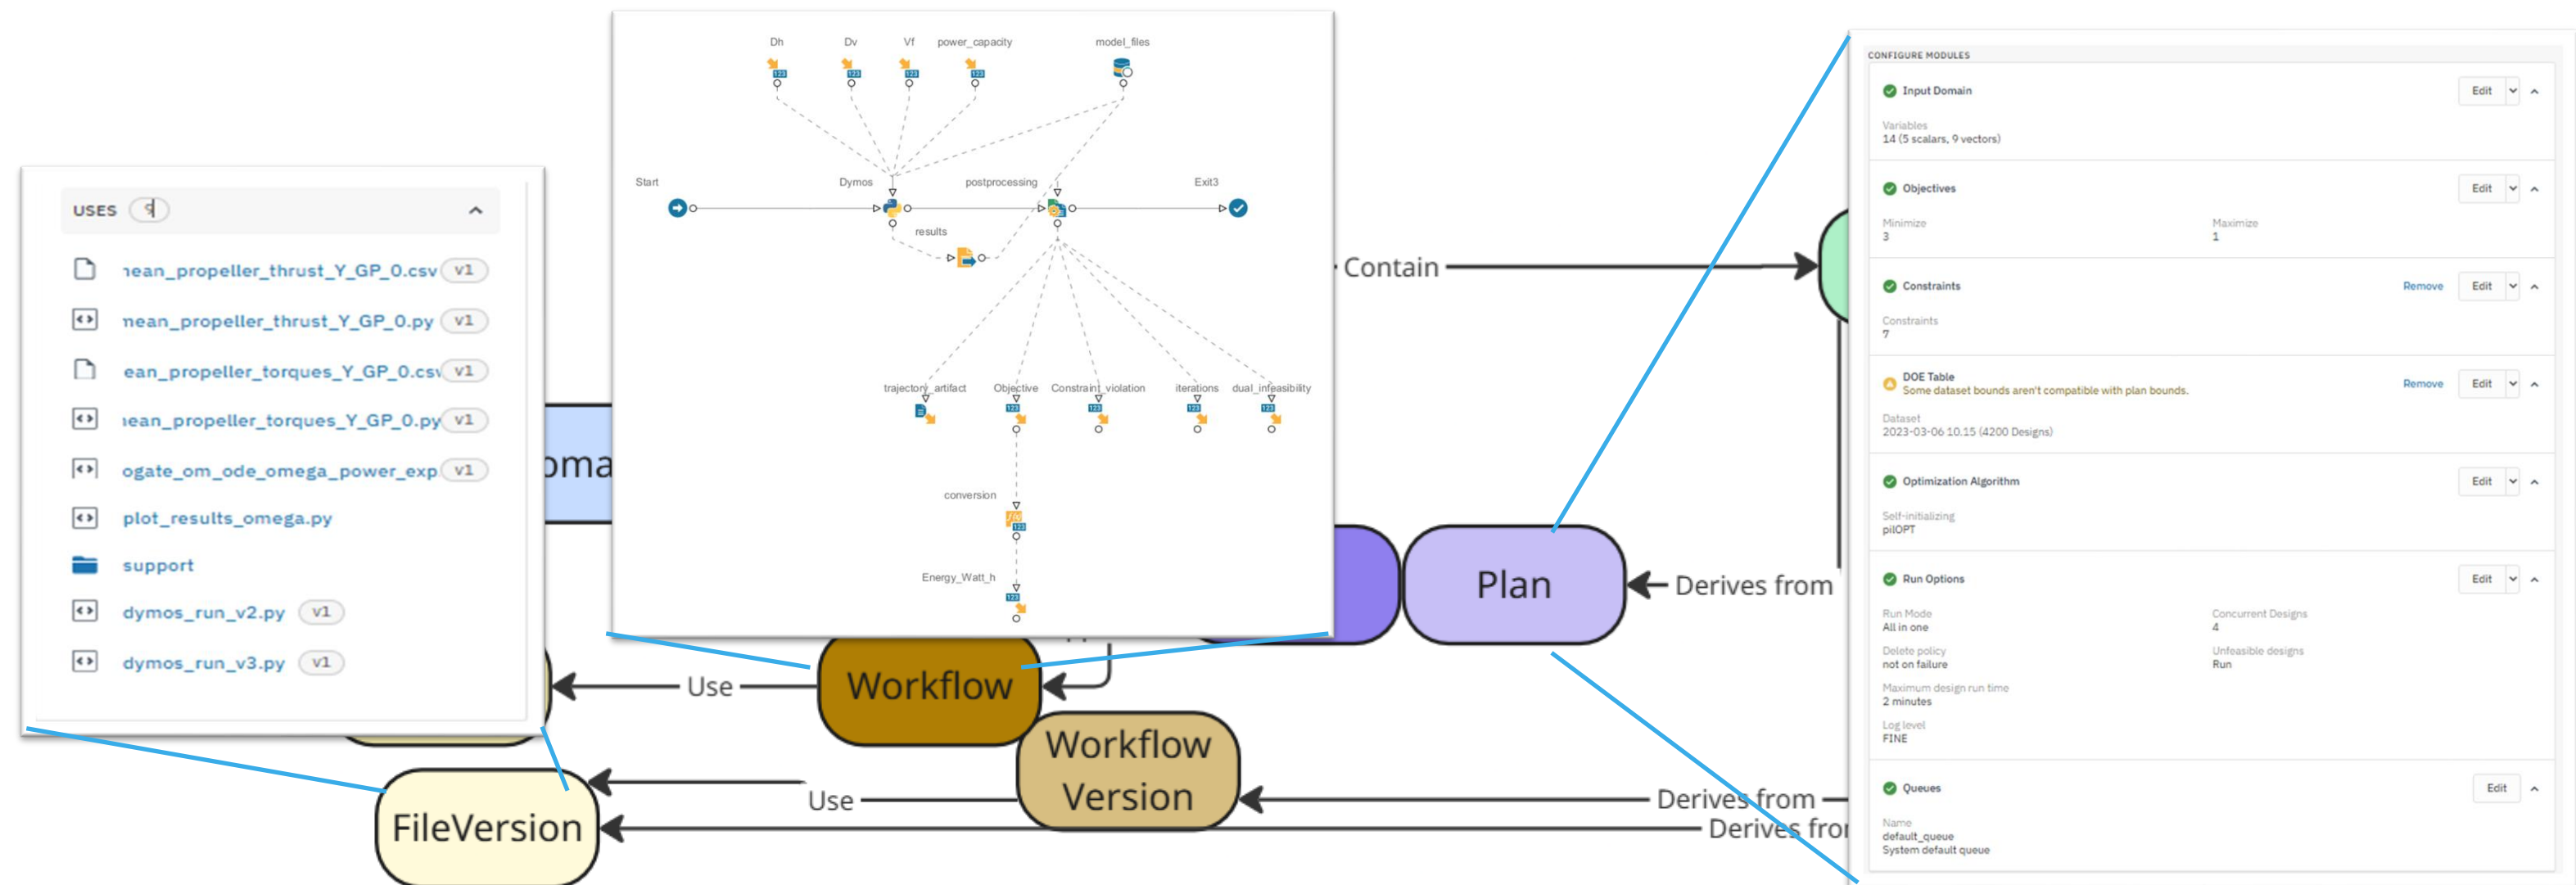 USES 9
nean_propeller_thrust_Y_GP_0.csv v1
nean_propeller_thrust_Y_GP_0.py v1
ean_propeller_torques_Y_GP_0.csv v1
nean_propeller_torques_Y_GP_0.py v1
ogate_om_ode_omega_power_exp v1
plot_results_omega.py
support
dymos_run_v2.py v1
dymos_run_v3.py v1
Dh Dv Vf power_capacity model_files
Start Dymos postprocessing Exit3
results
trajectory_artifact Objective Constraint_violation iterations dual_infeasibility
conversion
Energy_Watt_h
oma
Contain
Plan
Derives from
Use
Workflow
Workflow
Version
Use
FileVersion
Derives from
Derives from
CONFIGURE MODULES
Input Domain Edit
Variables
14 (5 scalars, 9 vectors)
Objectives Edit
Minimize Maximize
3 1
Constraints Remove Edit
Constraints
7
DOE Table Remove Edit
Some dataset bounds aren't compatible with plan bounds.
Dataset
2023-03-06 10.15 (4200 Designs)
Optimization Algorithm Edit
Self-initializing
pilOPT
Run Options Edit
Run Mode Concurrent Designs
All in one 4
Delete policy Unfeasible designs
not on failure Run
Maximum design run time
2 minutes
Log level
FINE
Queues Edit
Name
default_queue
System default queue